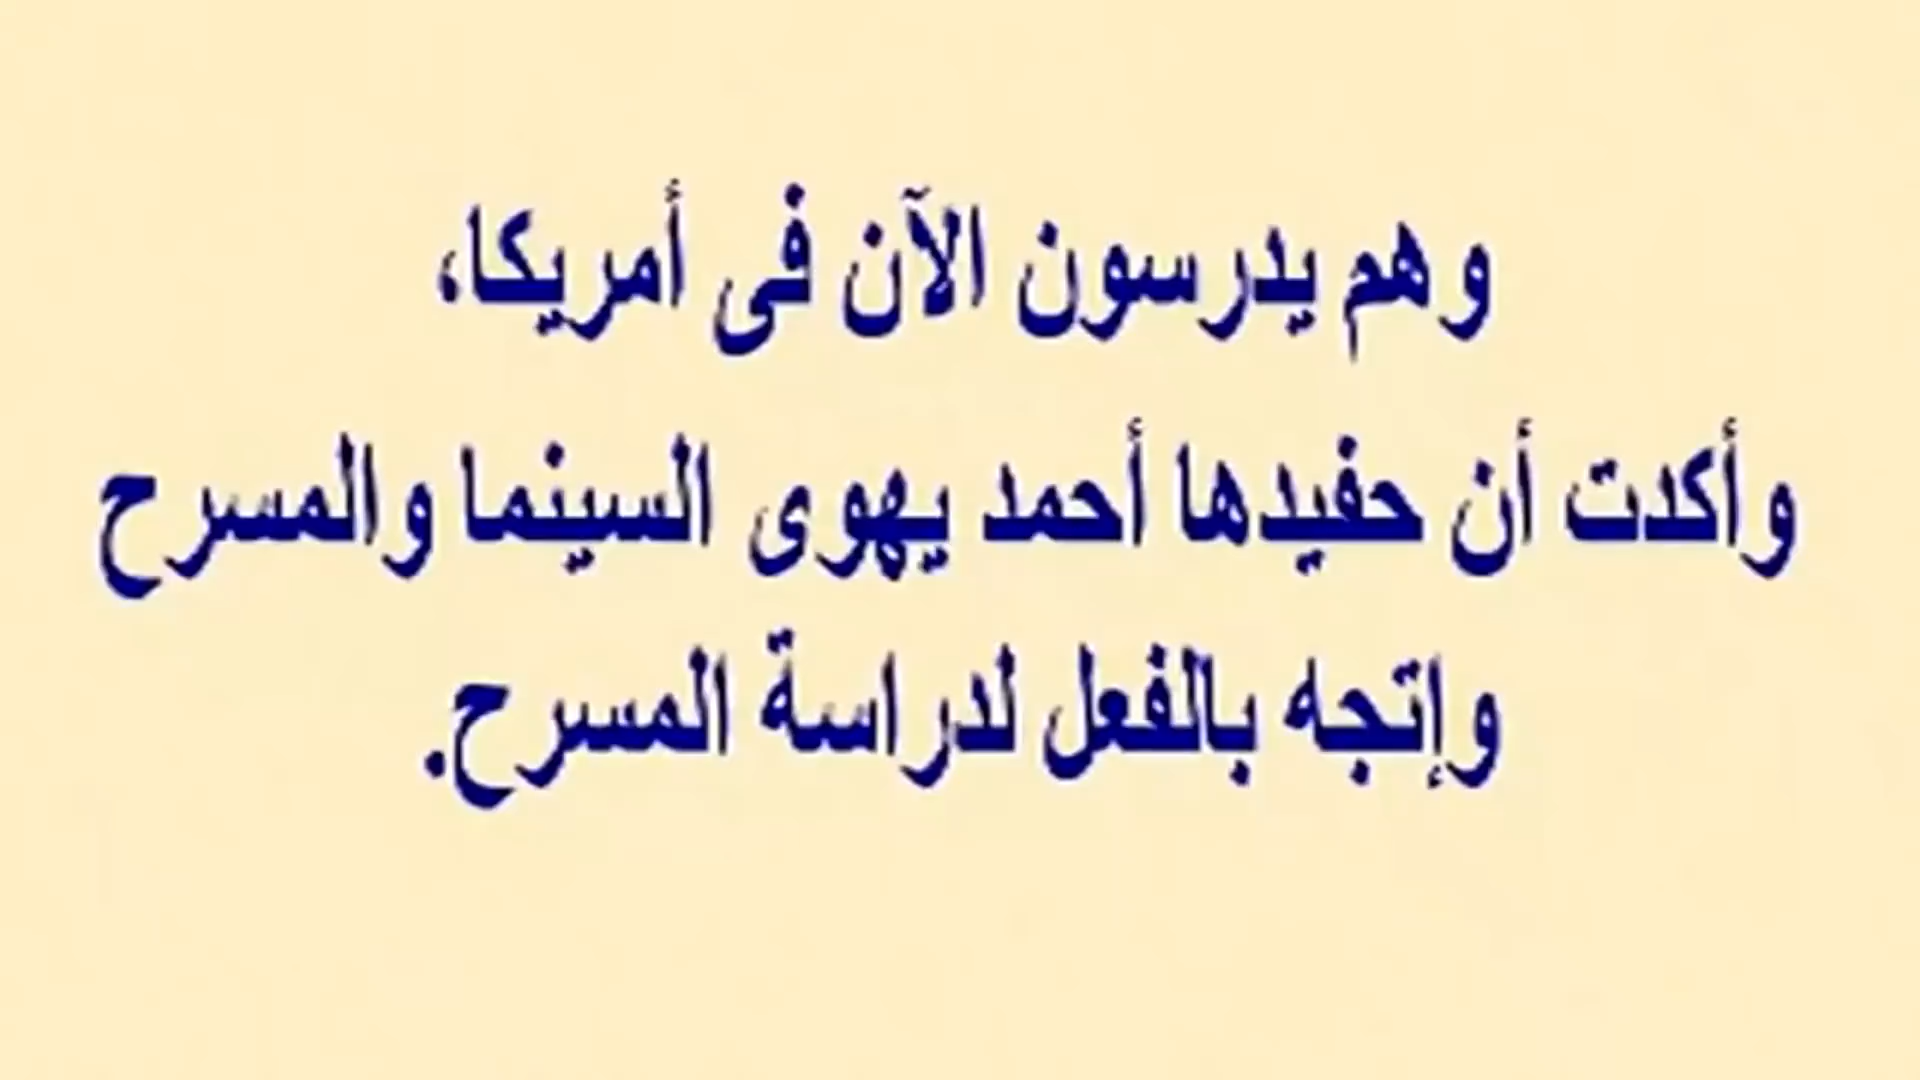 وهم يدرسون الآن فى أمريكا،
وأكدت أن حفيدها أحمد يهوى السينما والمسرح
وإتجه بالفعل لدراسة المسرح.